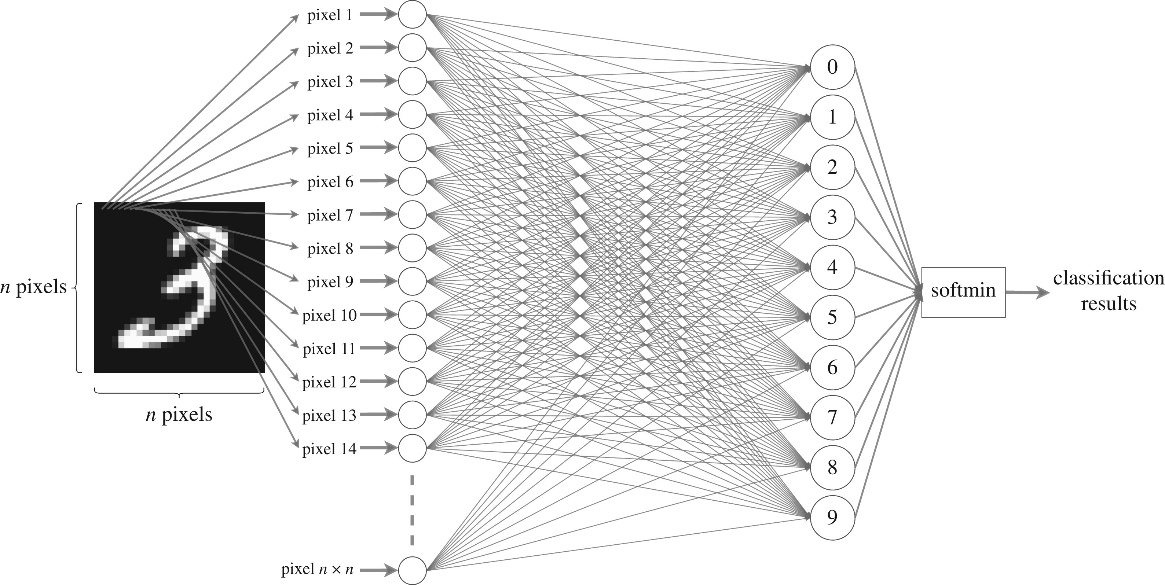 pixel 1
pixel 2
pixel 3
pixel 4
pixel 5
pixel 6
pixel 7
pixel 8
pixel 9
pixel 10
pixel 11
pixel 12
pixel 13
pixel 14
pixel n × n
n pixels
n pixels
3
0
1
2
3
4
5
6
7
8
9
softmin
classification
results